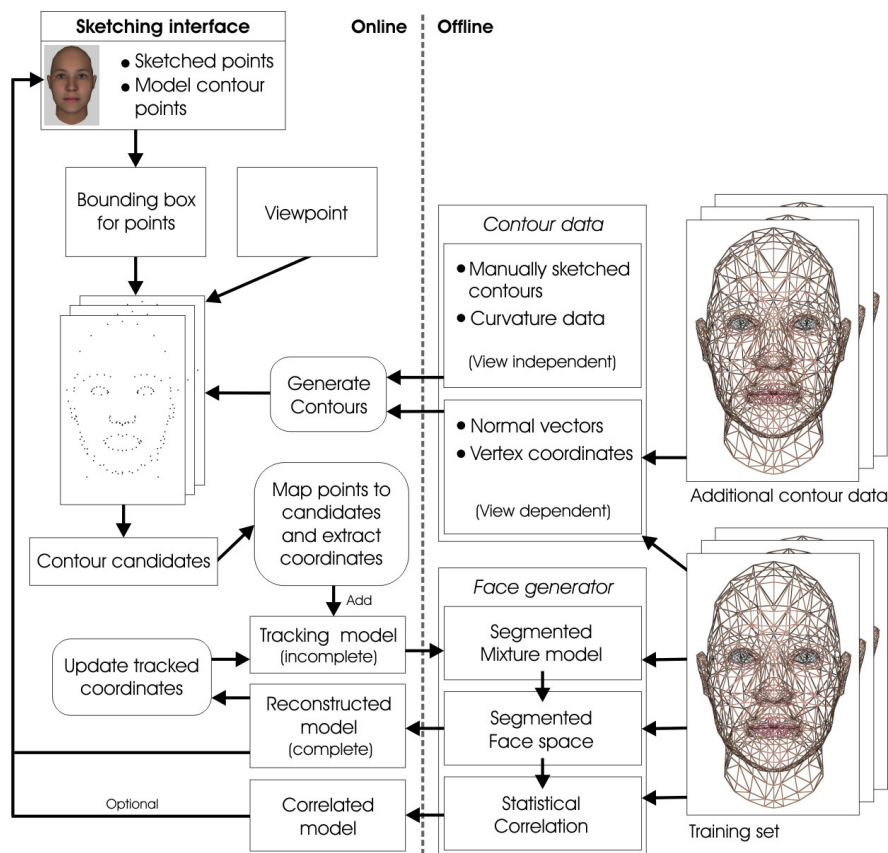 Sketching interface
Online
Offline
● Sketched points
● Model contour
points
Bounding box
for points
Viewpoint
Contour data
● Manually sketched
contours
● Curvature data
(View independent)
Generate
Contours
● Normal vectors
● Vertex coordinates
(View dependent)
Additional contour data
Map points to
candidates
and extract
coordinates
Contour candidates
Add
Face generator
Tracking model
(incomplete)
Segmented
Mixture model
Update tracked
coordinates
Reconstructed
model
(complete)
Segmented
Face space
Optional
Correlated
model
Statistical
Correlation
Training set